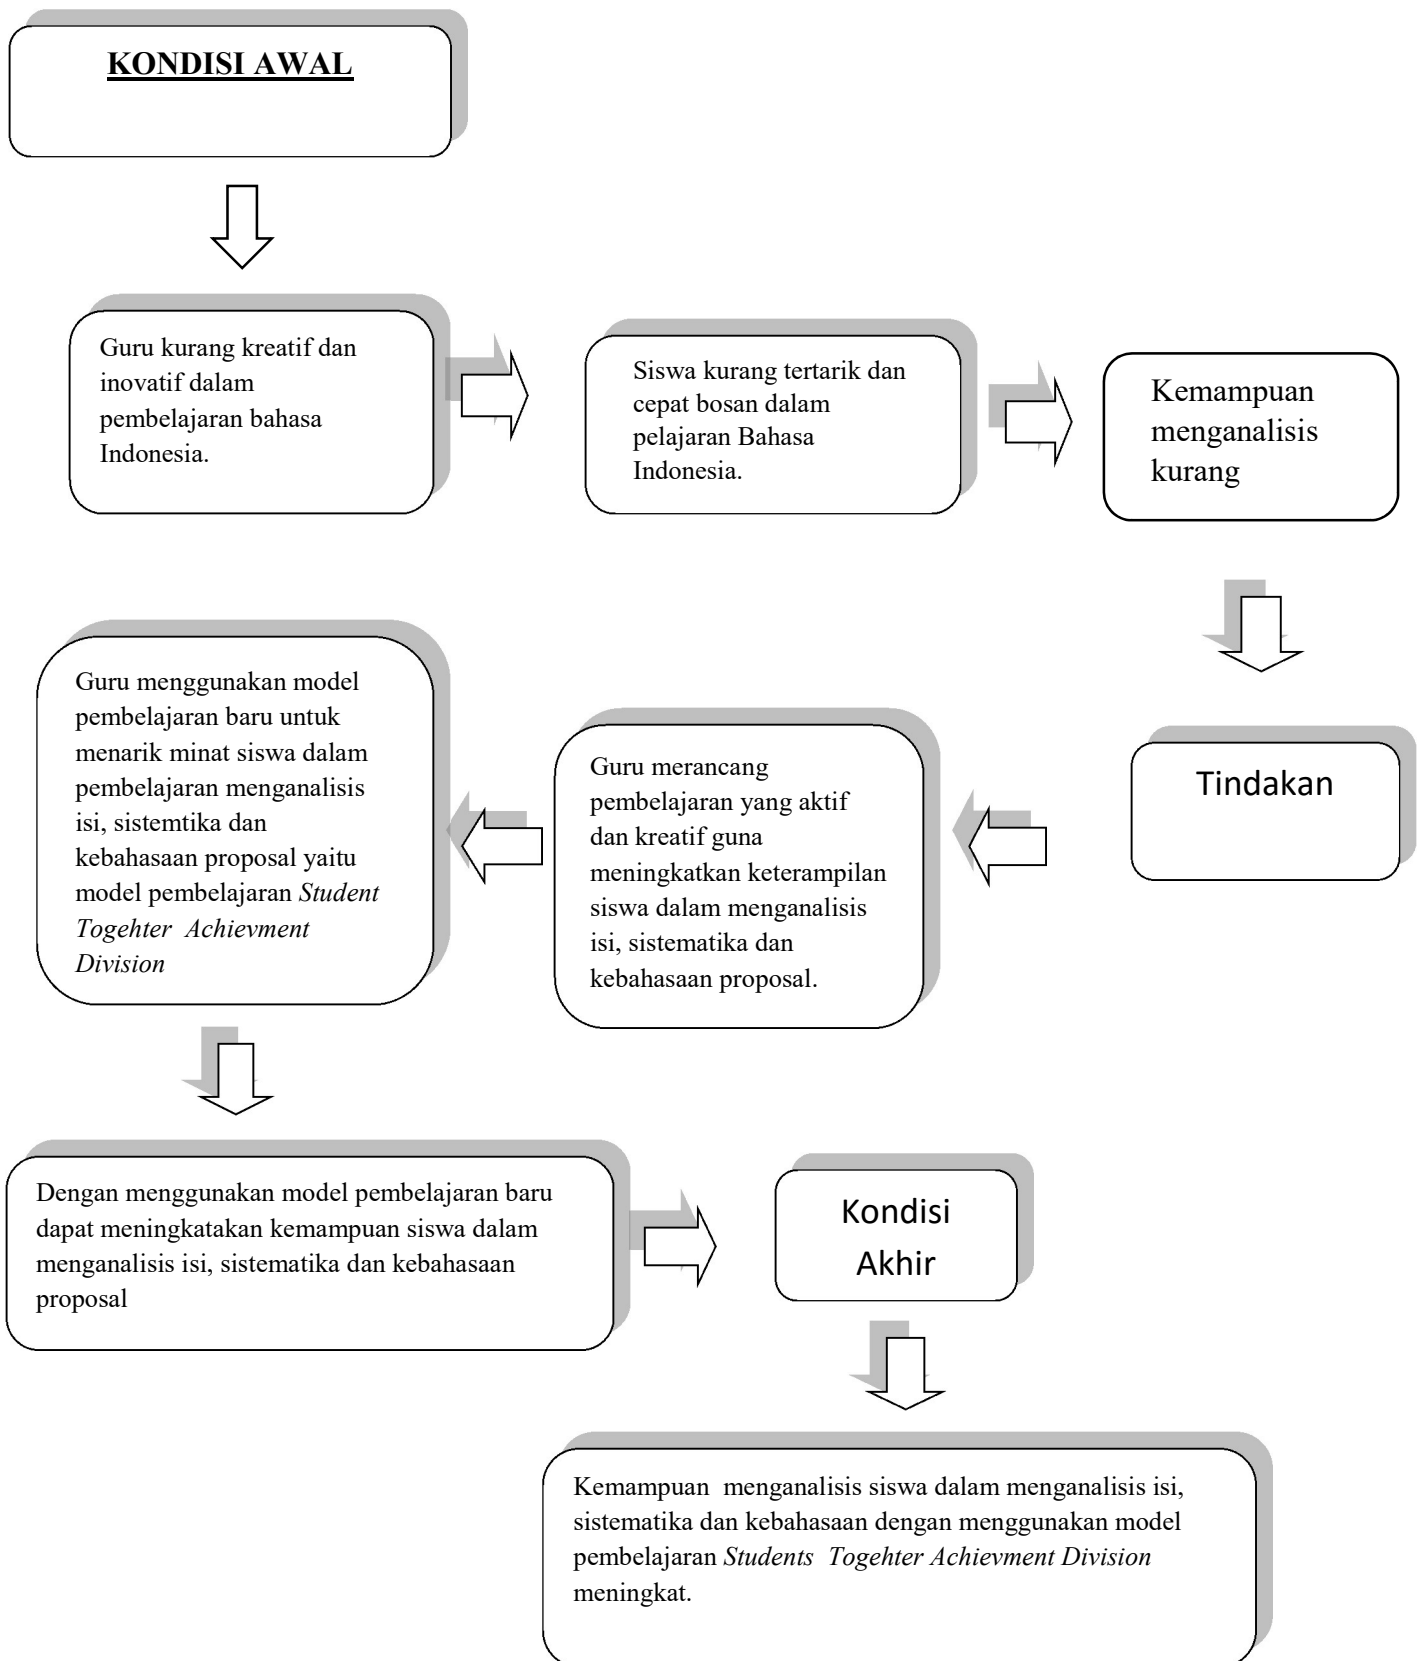 KONDISI AWAL
Guru kurang kreatif dan
inovatif dalam
pembelajaran bahasa
Indonesia.
Siswa kurang tertarik dan
cepat bosan dalam
pelajaran Bahasa
Indonesia.
Kemampuan
menganalisis
kurang
Tindakan
Guru merancang
pembelajaran yang aktif
dan kreatif guna
meningkatkan keterampilan
siswa dalam menganalisis
isi, sistematika dan
kebahasaan proposal.
Guru menggunakan model
pembelajaran baru untuk
menarik minat siswa dalam
pembelajaran menganalisis
isi, sistemtika dan
kebahasaan proposal yaitu
model pembelajaran Student
Togehter  Achievment
Division
Dengan menggunakan model pembelajaran baru
dapat meningkatakan kemampuan siswa dalam
menganalisis isi, sistematika dan kebahasaan
proposal
Kondisi
Akhir
Kemampuan  menganalisis siswa dalam menganalisis isi,
sistematika dan kebahasaan dengan menggunakan model
pembelajaran Students  Togehter Achievment Division
meningkat.